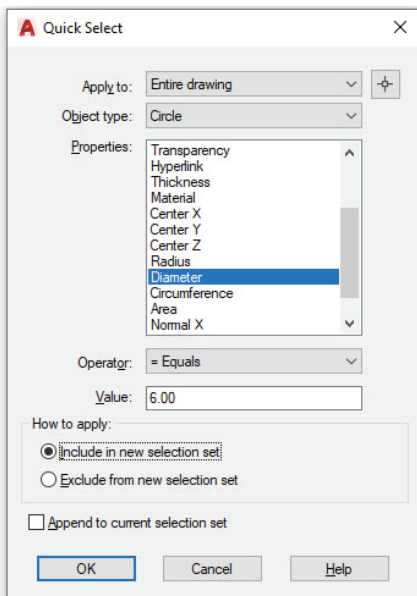 A Quick Select
Apply to: Entire drawing
Object type: Circle
Properties: Transparency
Hyperlink
Thickness
Material
Center X
Center Y
Center Z
Radius
Diameter
Circumference
Area
Normal X
Operator: = Equals
Value: 6.00
How to apply:
Include in new selection set
Exclude from new selection set
Append to current selection set
OK Cancel Help